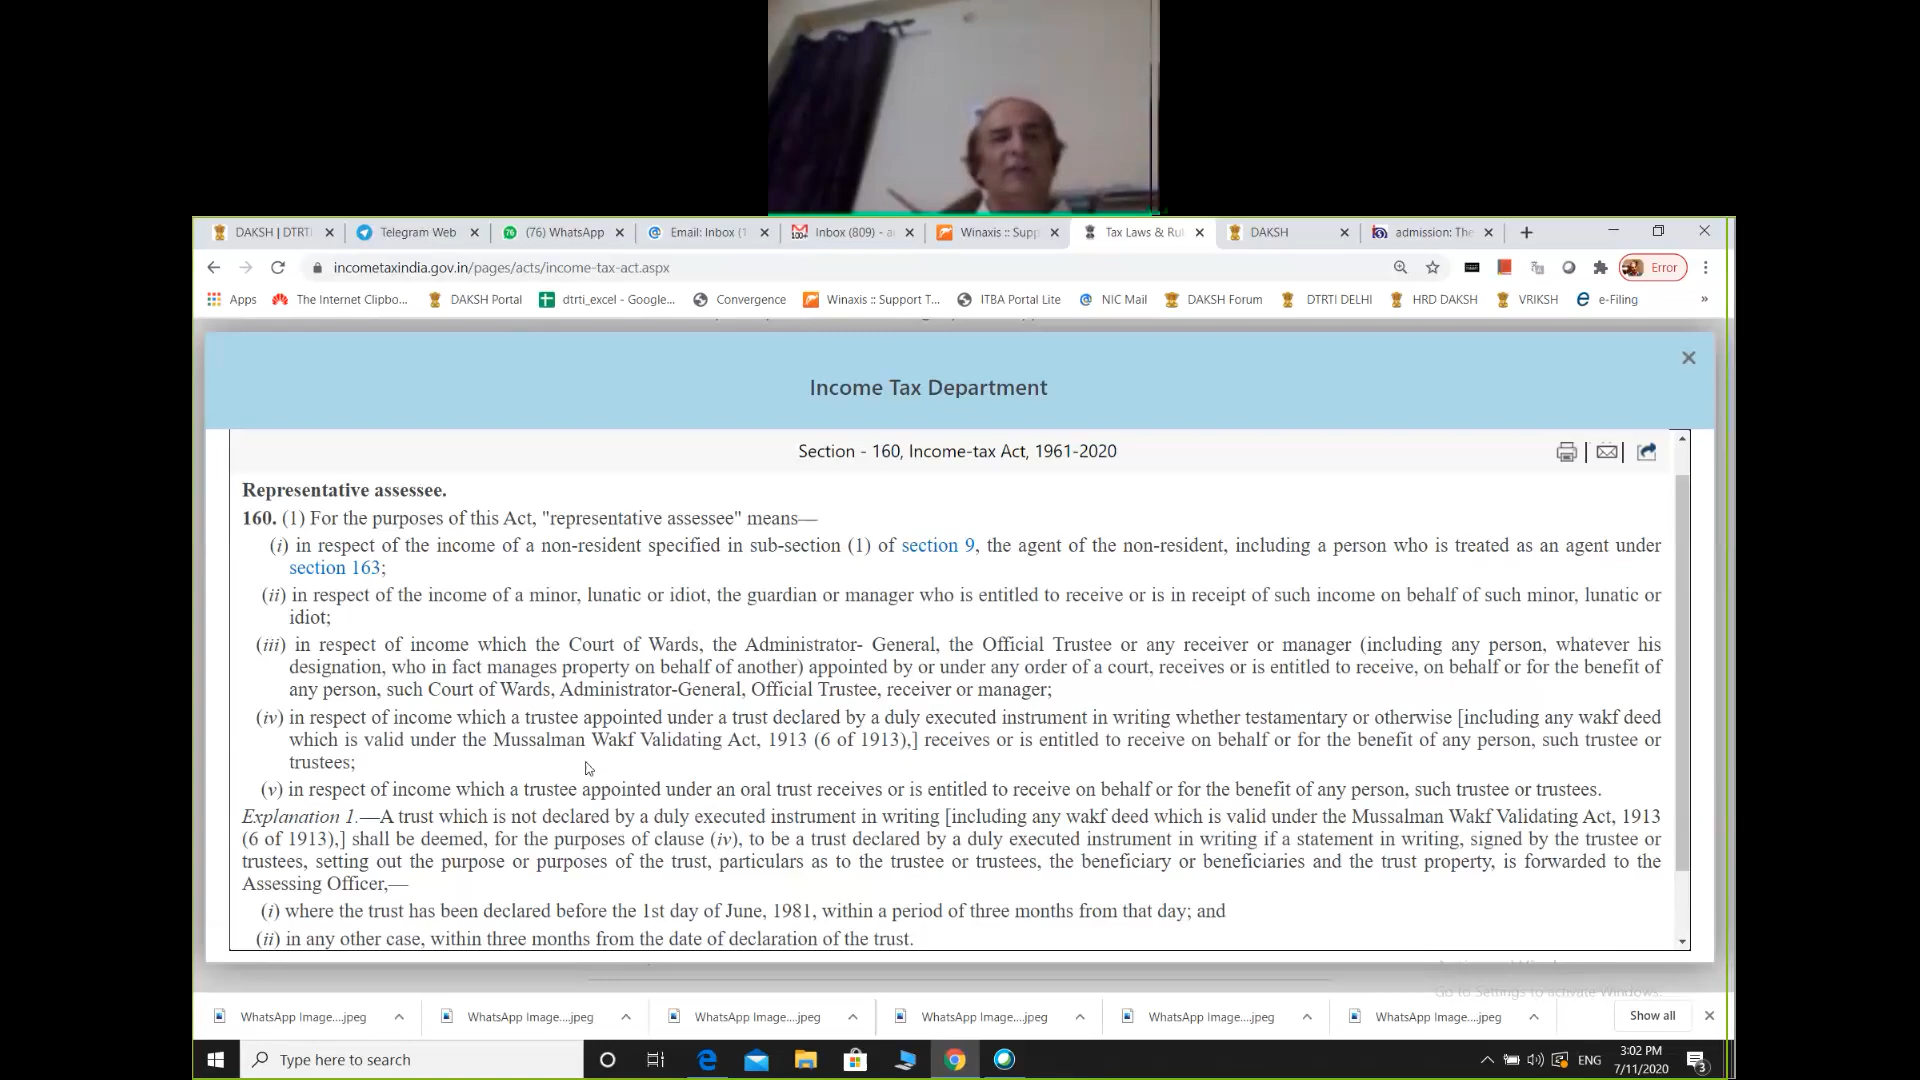 DAKSH | DTRTI
Telegram Web
(76) WhatsApp
Email: Inbox (1
Inbox (809) - a
Winaxis :: Supp
Tax Laws & Rul
DAKSH
admission: The
incometaxindia.gov.in/pages/acts/income-tax-act.aspx
Error
Apps
The Internet Clipbo...
DAKSH Portal
dtrti_excel - Google...
Convergence
Winaxis :: Support T...
ITBA Portal Lite
NIC Mail
DAKSH Forum
DTRTI DELHI
HRD DAKSH
VRIKSH
e-Filing
»
Income Tax Department
Section - 160, Income-tax Act, 1961-2020
Representative assessee.
160. (1) For the purposes of this Act, "representative assessee" means—
(i) in respect of the income of a non-resident specified in sub-section (1) of section 9, the agent of the non-resident, including a person who is treated as an agent under
section 163;
(ii) in respect of the income of a minor, lunatic or idiot, the guardian or manager who is entitled to receive or is in receipt of such income on behalf of such minor, lunatic or
idiot;
(iii) in respect of income which the Court of Wards, the Administrator- General, the Official Trustee or any receiver or manager (including any person, whatever his
designation, who in fact manages property on behalf of another) appointed by or under any order of a court, receives or is entitled to receive, on behalf or for the benefit of
any person, such Court of Wards, Administrator-General, Official Trustee, receiver or manager;
(iv) in respect of income which a trustee appointed under a trust declared by a duly executed instrument in writing whether testamentary or otherwise [including any wakf deed
which is valid under the Mussalman Wakf Validating Act, 1913 (6 of 1913),] receives or is entitled to receive on behalf or for the benefit of any person, such trustee or
trustees;
(v) in respect of income which a trustee appointed under an oral trust receives or is entitled to receive on behalf or for the benefit of any person, such trustee or trustees.
Explanation 1.—A trust which is not declared by a duly executed instrument in writing [including any wakf deed which is valid under the Mussalman Wakf Validating Act, 1913
(6 of 1913),] shall be deemed, for the purposes of clause (iv), to be a trust declared by a duly executed instrument in writing if a statement in writing, signed by the trustee or
trustees, setting out the purpose or purposes of the trust, particulars as to the trustee or trustees, the beneficiary or beneficiaries and the trust property, is forwarded to the
Assessing Officer,—
(i) where the trust has been declared before the 1st day of June, 1981, within a period of three months from that day; and
(ii) in any other case, within three months from the date of declaration of the trust.
Go to Settings to activate Windows.
WhatsApp Image....jpeg
WhatsApp Image....jpeg
WhatsApp Image....jpeg
WhatsApp Image....jpeg
WhatsApp Image....jpeg
WhatsApp Image....jpeg
Show all
Type here to search
ENG
3:02 PM
7/11/2020
3